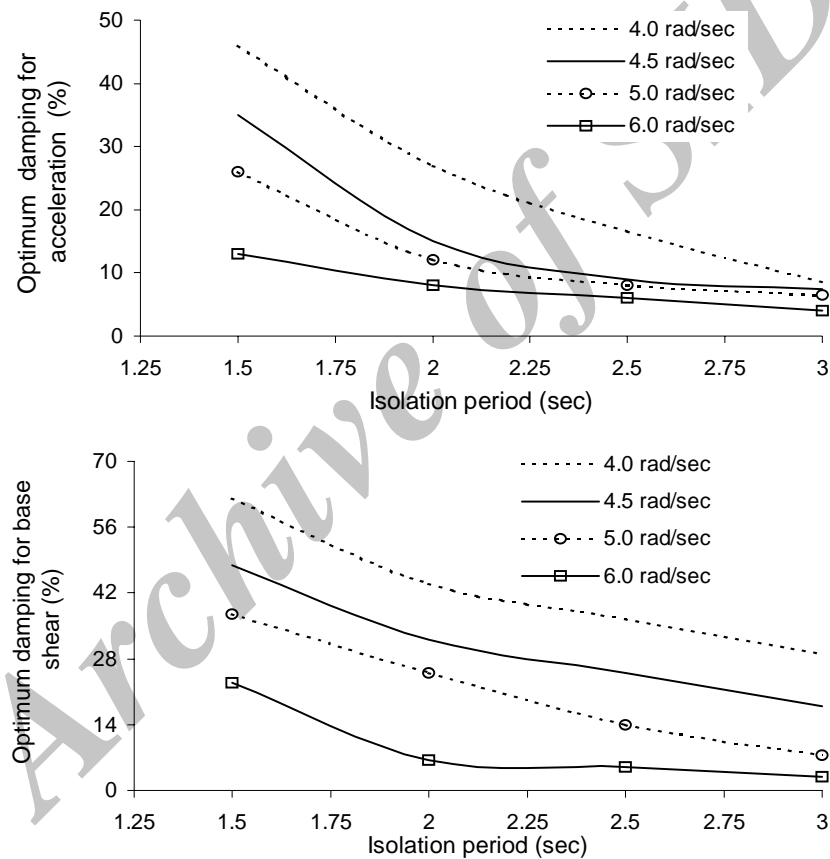 50
40
30
20
10
0
Optimum damping for
acceleration (%)
4.0 rad/sec
4.5 rad/sec
5.0 rad/sec
6.0 rad/sec
1.25 1.5 1.75 2 2.25 2.5 2.75 3
Isolation period (sec)
70
56
42
28
14
0
Optimum damping for base
shear (%)
4.0 rad/sec
4.5 rad/sec
5.0 rad/sec
6.0 rad/sec
1.25 1.5 1.75 2 2.25 2.5 2.75 3
Isolation period (sec)
Archive of